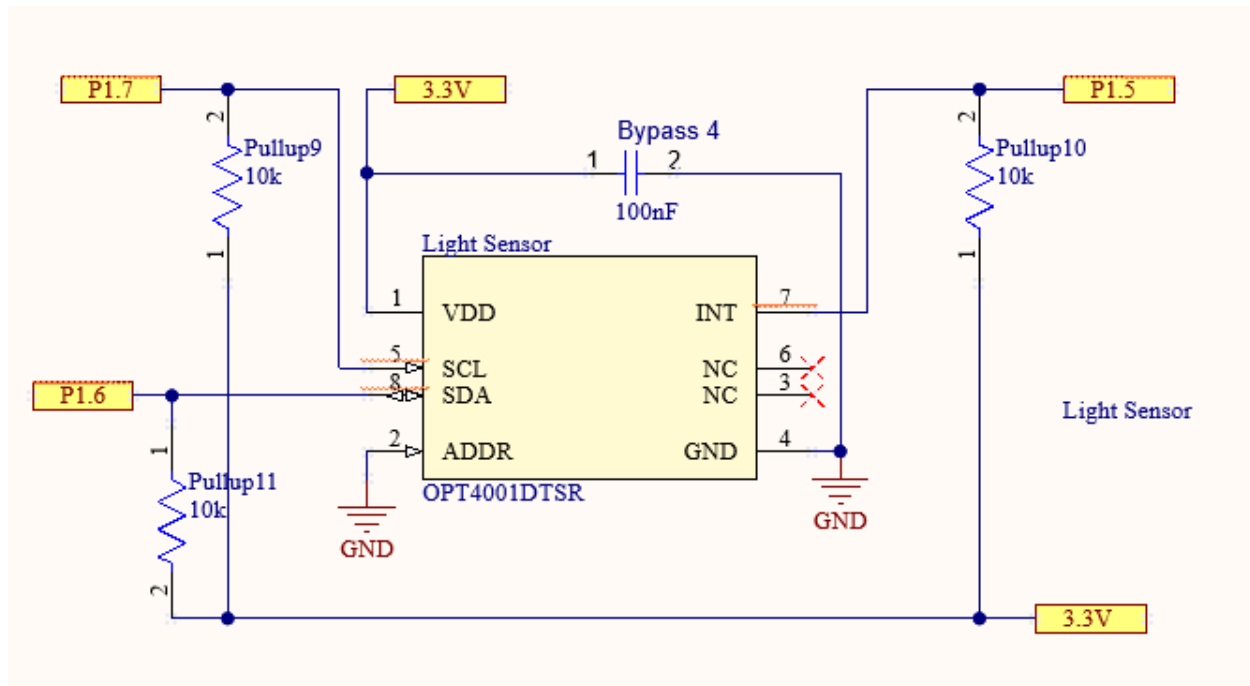 P1.7
3.3V
P1.5
2
Pullup9
10k
1
Bypass 4
1
2
100nF
2
Pullup10
10k
1
Light Sensor
1
VDD
INT
7
5
SCL
NC
6
8
SDA
NC
3
2
ADDR
GND
4
OPT4001DTSR
P1.6
1
Pullup11
10k
2
GND
GND
Light Sensor
3.3V